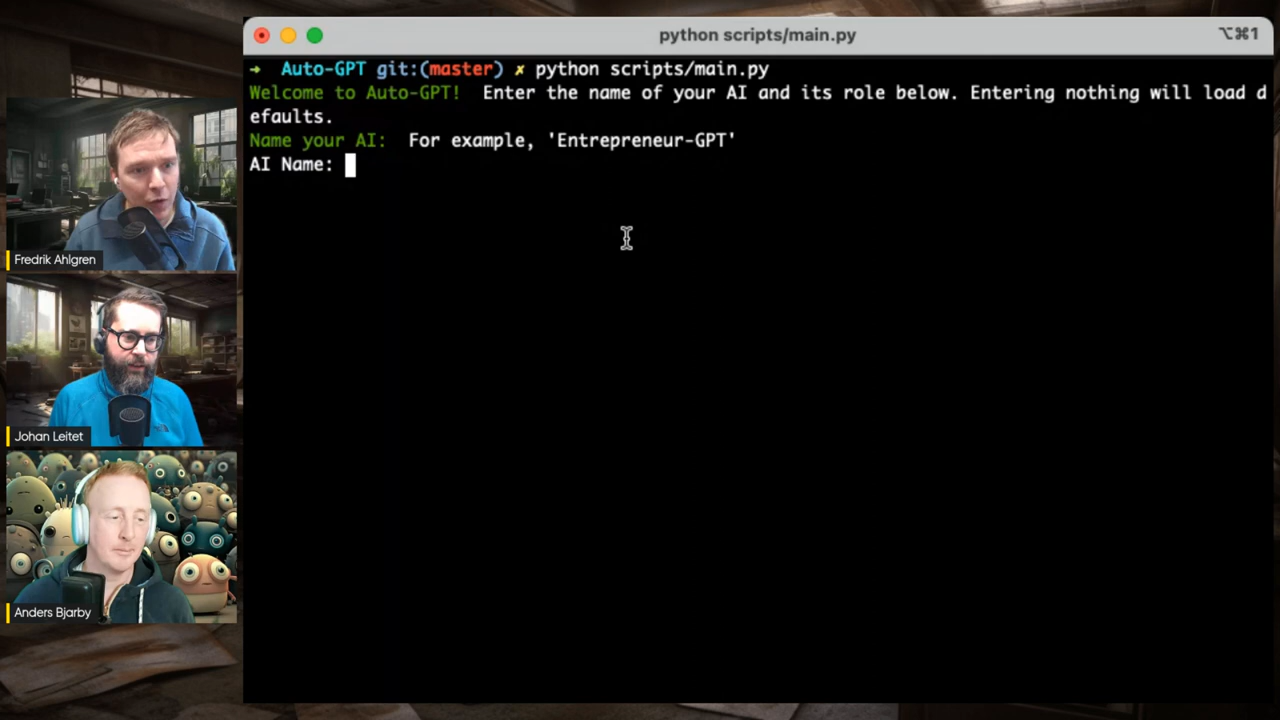 python scripts/main.py
⌥⌘1
→ Auto-GPT git:(master) ✗ python scripts/main.py
Welcome to Auto-GPT! Enter the name of your AI and its role below. Entering nothing will load d
efaults.
Name your AI: For example, 'Entrepreneur-GPT'
AI Name:
Fredrik Ahlgren
Johan Leitet
Anders Bjarby